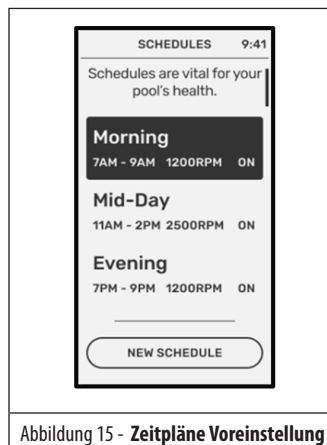 SCHEDULES 9:41
Schedules are vital for your
pool's health.
Morning
7AM - 9AM 1200RPM ON
Mid-Day
11AM - 2PM 2500RPM ON
Evening
7PM - 9PM 1200RPM ON
NEW SCHEDULE
Abbildung 15 - Zeitpläne Voreinstellung